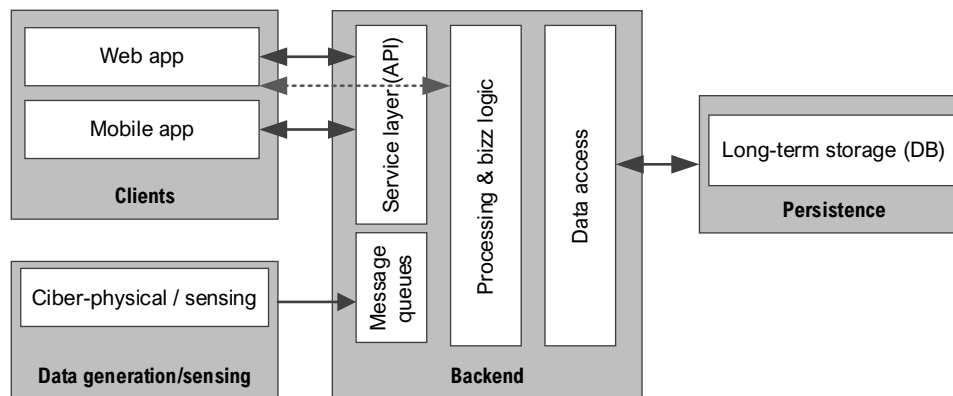 Web app
Mobile app
Clients
Ciber-physical / sensing
Data generation/sensing
Service layer (API)
Message
queues
Processing & bizz logic
Data access
Backend
Long-term storage (DB)
Persistence